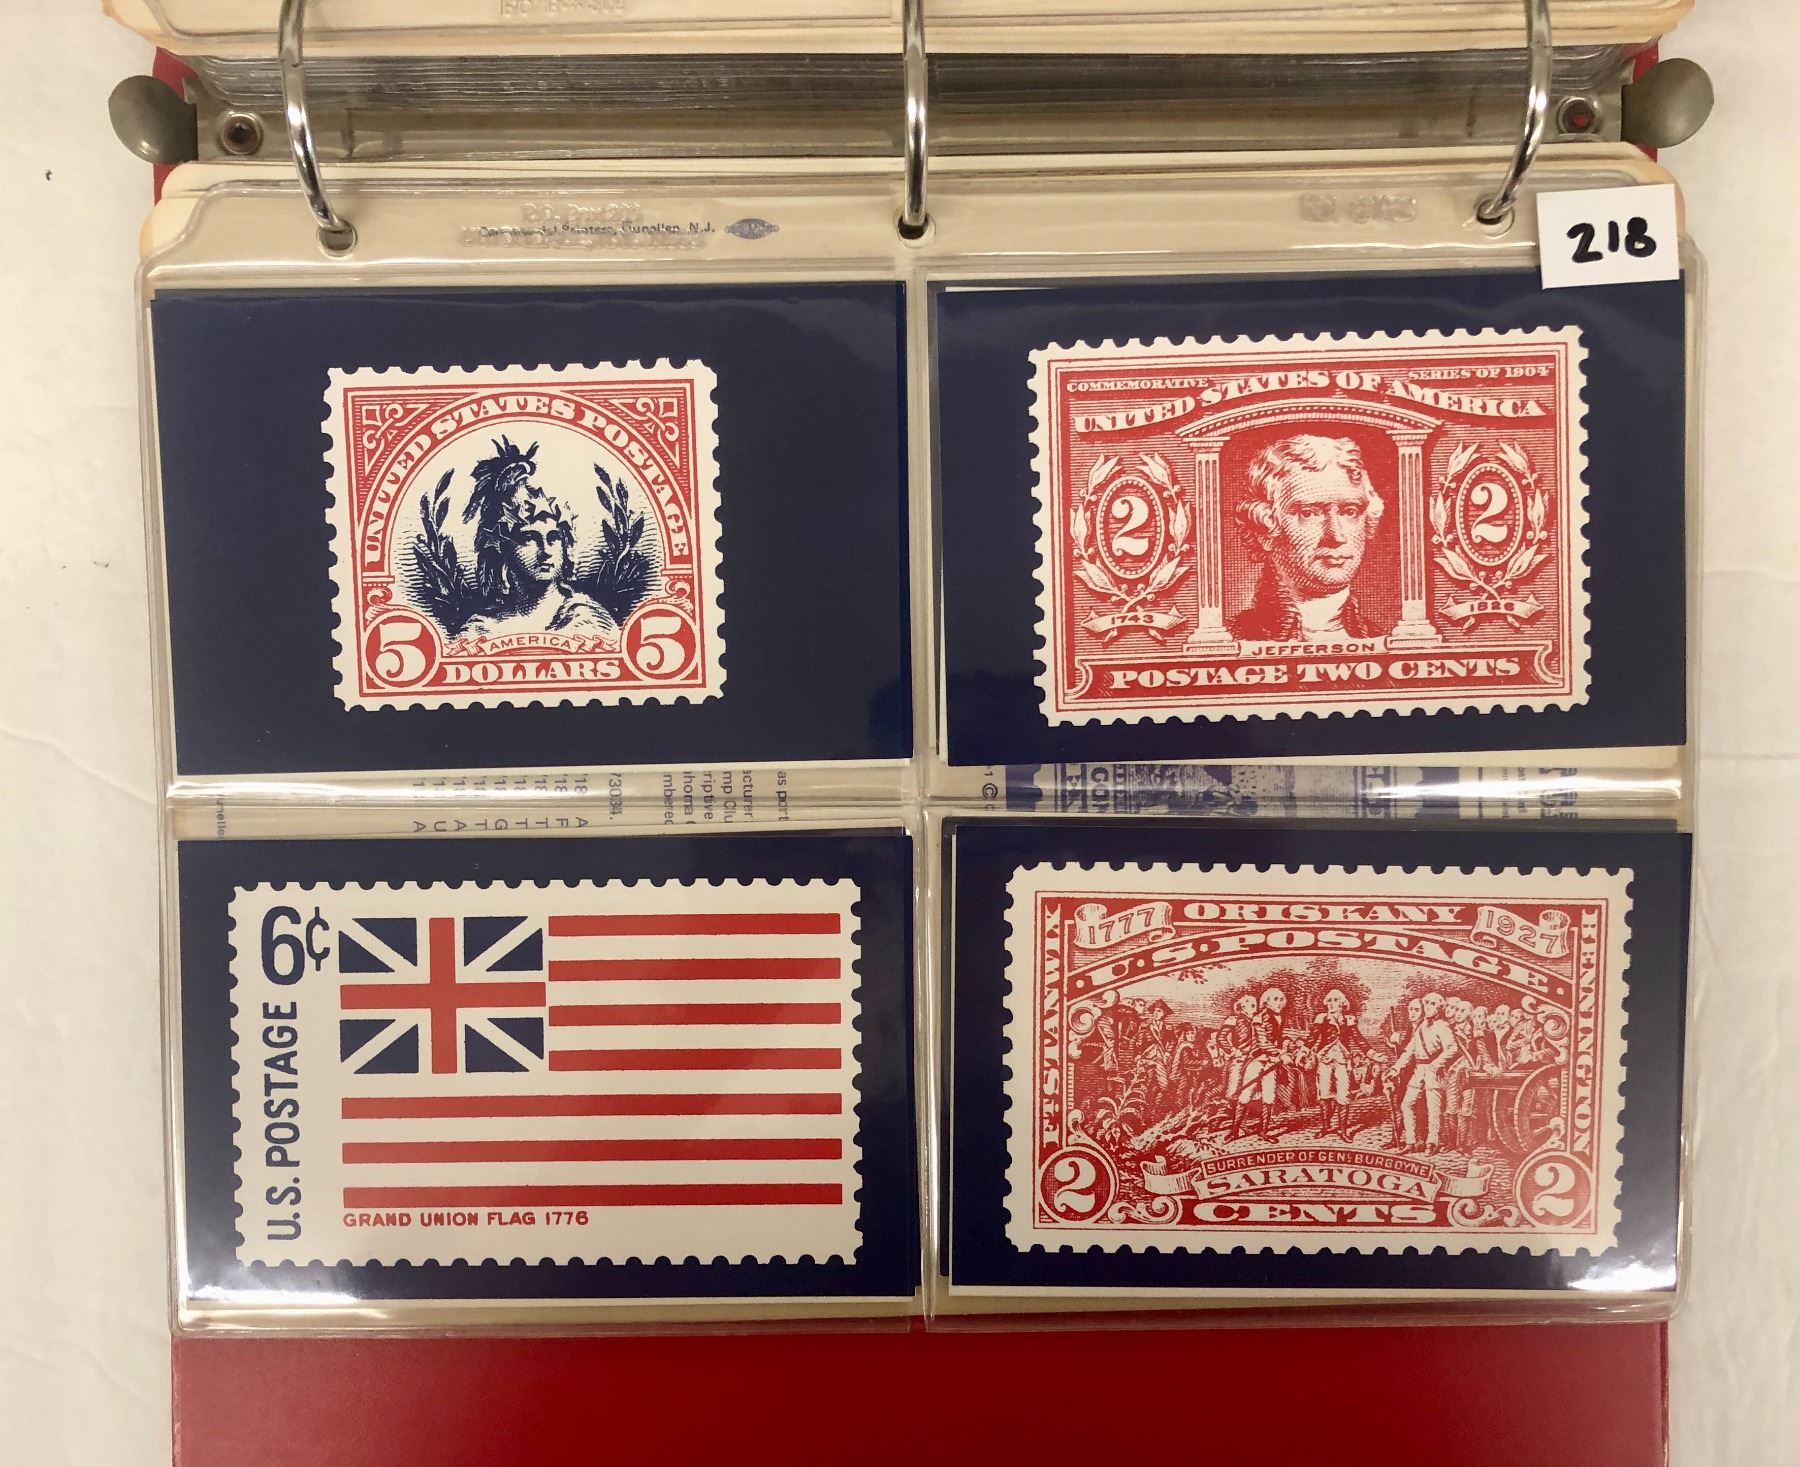 218
UNITED STATES POSTAGE
AMERICA
5 DOLLARS 5
COMMEMORATIVE SERIES OF 1904
UNITED STATES OF AMERICA
2 2
1743 1826
JEFFERSON
POSTAGE TWO CENTS
73034.
6¢
U.S. POSTAGE
GRAND UNION FLAG 1776
1777 ORISKANY 1927
U.S. POSTAGE
FT. STANWIX
BENNINGTON
SURRENDER OF GENL BURGOYNE
SARATOGA
2 CENTS 2